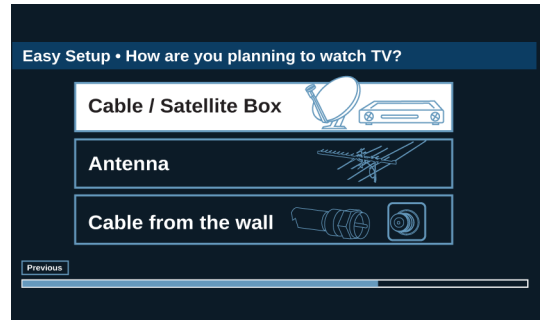 Easy Setup • How are you planning to watch TV?
Cable / Satellite Box
Antenna
Cable from the wall
Previous